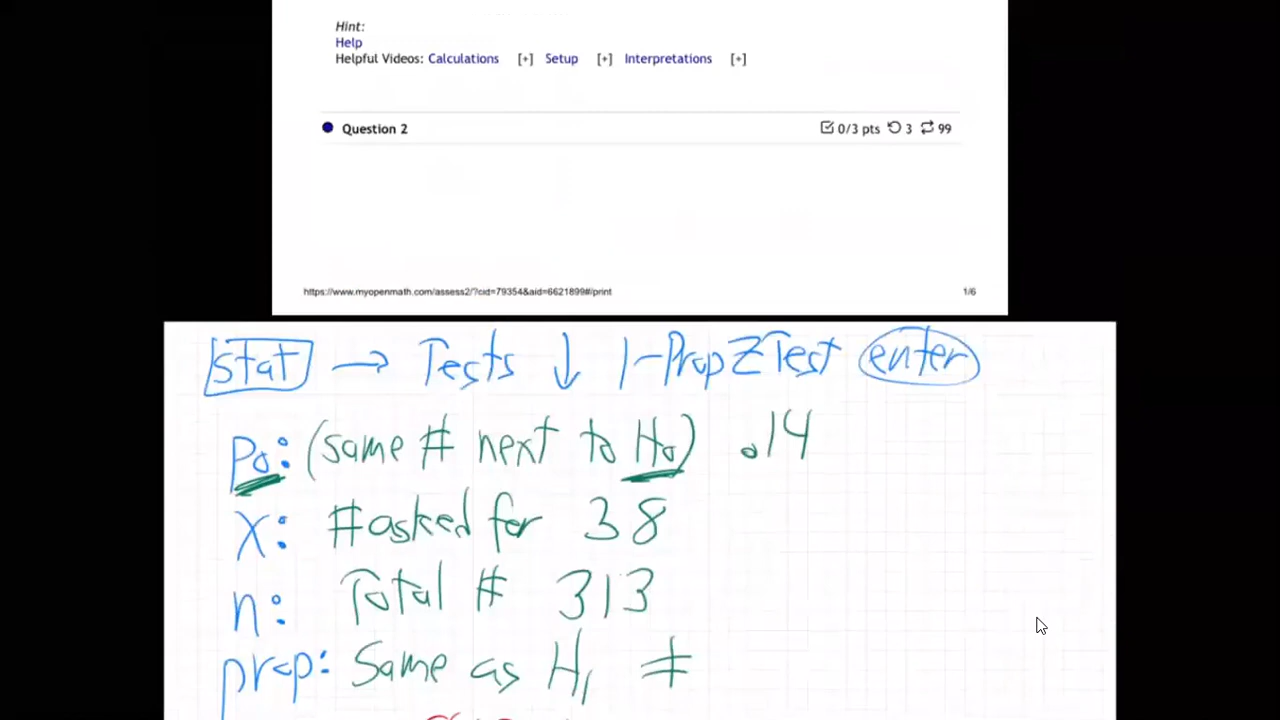 Hint:
Help
Helpful Videos: Calculations [+] Setup [+] Interpretations [+]
Question 2 0/3 pts 3 99
https://www.myopenmath.com/assess2/?cid=79354&aid=6621899#/print 1/6
stat → Tests ↓ 1-PropZTest enter
Po: (same # next to Ho) .14
X: #asked for 38
n: Total # 313
prop: Same as H1 ≠